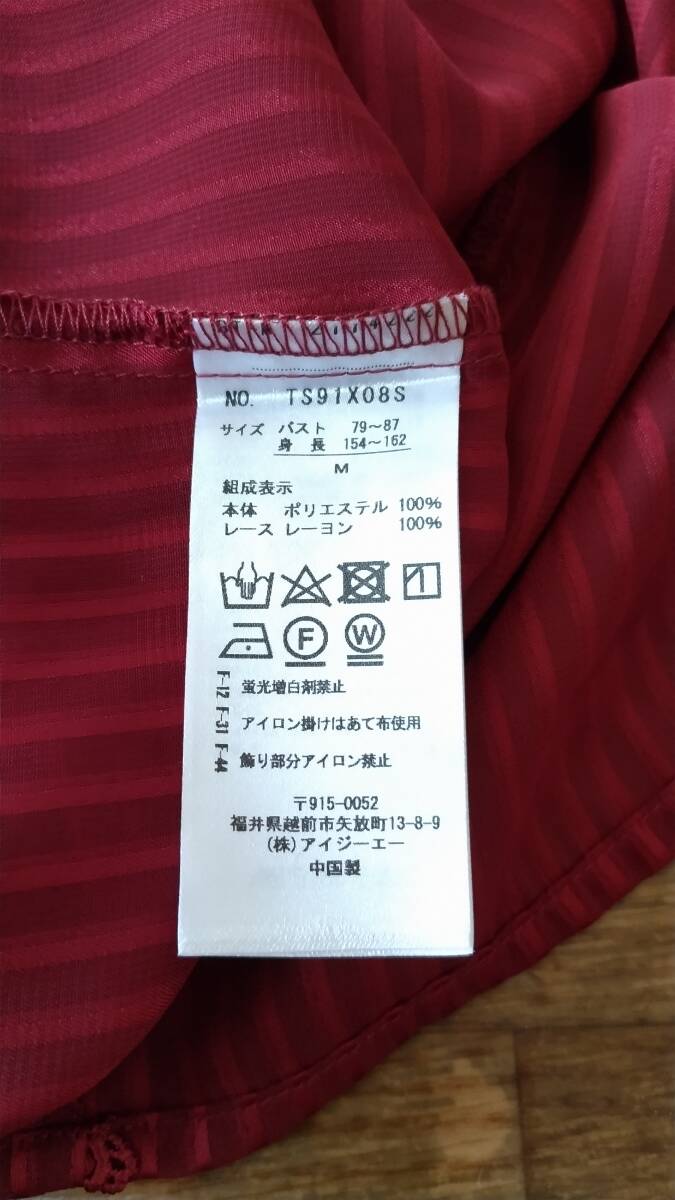 NO. TS91X08S
サイズ バスト 79~87
身長 154~162
M
組成表示
本体 ポリエステル 100%
レース レーヨン 100%
F W
F-12 蛍光増白剤禁止
F-31 アイロン掛けはあて布使用
F-44 飾り部分アイロン禁止
〒915-0052
福井県越前市矢放町13-8-9
(株)アイジーエー
中国製